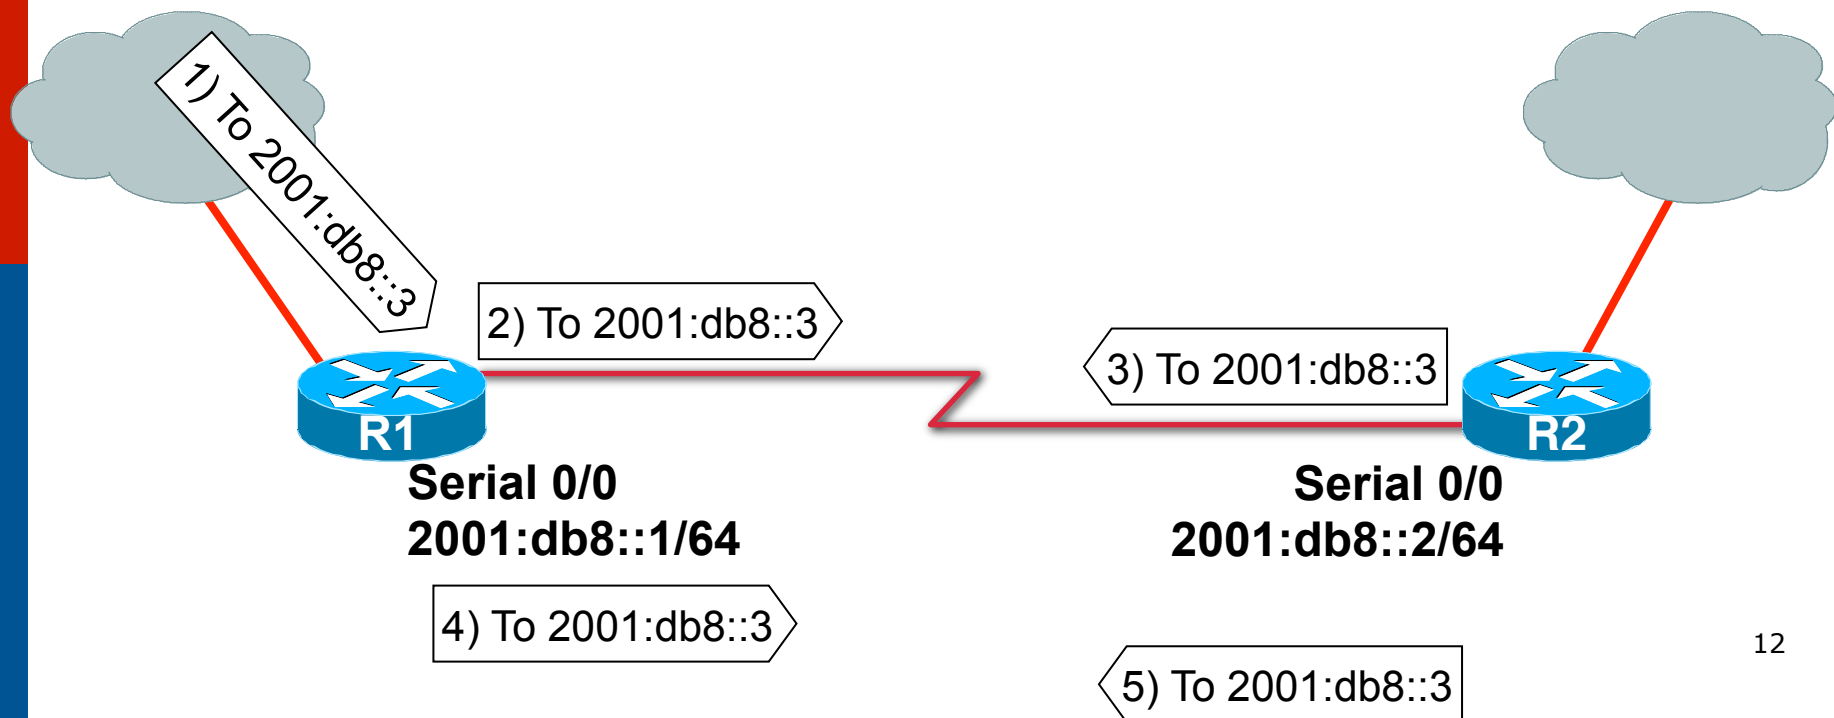 1) To 2001:db8::3
2) To 2001:db8::3
3) To 2001:db8::3
R1
R2
Serial 0/0
2001:db8::1/64
Serial 0/0
2001:db8::2/64
4) To 2001:db8::3
12
5) To 2001:db8::3